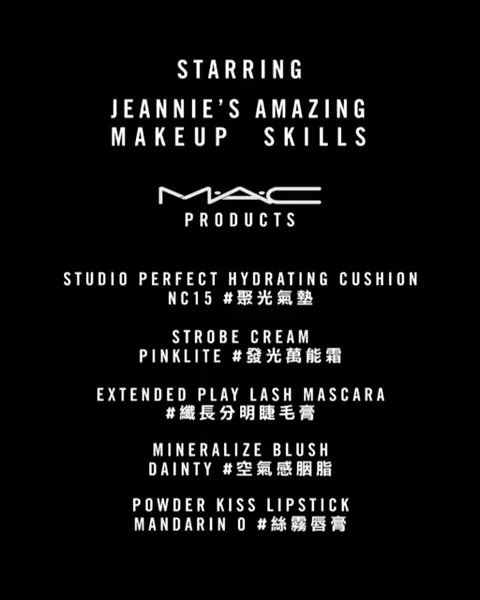 STARRING
JEANNIE'S AMAZING
MAKEUP SKILLS
M·A·C
PRODUCTS
STUDIO PERFECT HYDRATING CUSHION
NC15 #聚光氣墊
STROBE CREAM
PINKLITE #發光萬能霜
EXTENDED PLAY LASH MASCARA
#纖長分明睫毛膏
MINERALIZE BLUSH
DAINTY #空氣感胭脂
POWDER KISS LIPSTICK
MANDARIN O #絲霧唇膏